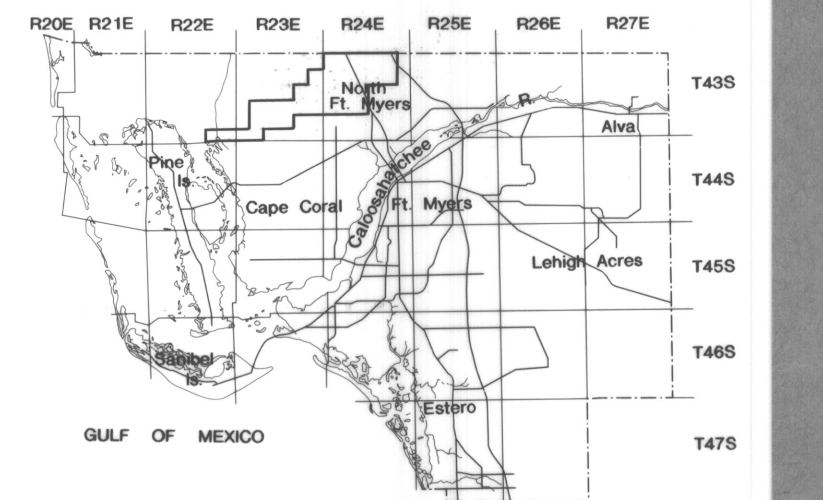 R20E R21E R22E R23E R24E R25E R26E R27E
T43S
North
Ft. Myers
R.
Alva
Pine
Is.
Caloosahatchee
T44S
Cape Coral
Ft. Myers
Lehigh Acres
T45S
Sanibel
Is.
T46S
Estero
GULF OF MEXICO
T47S